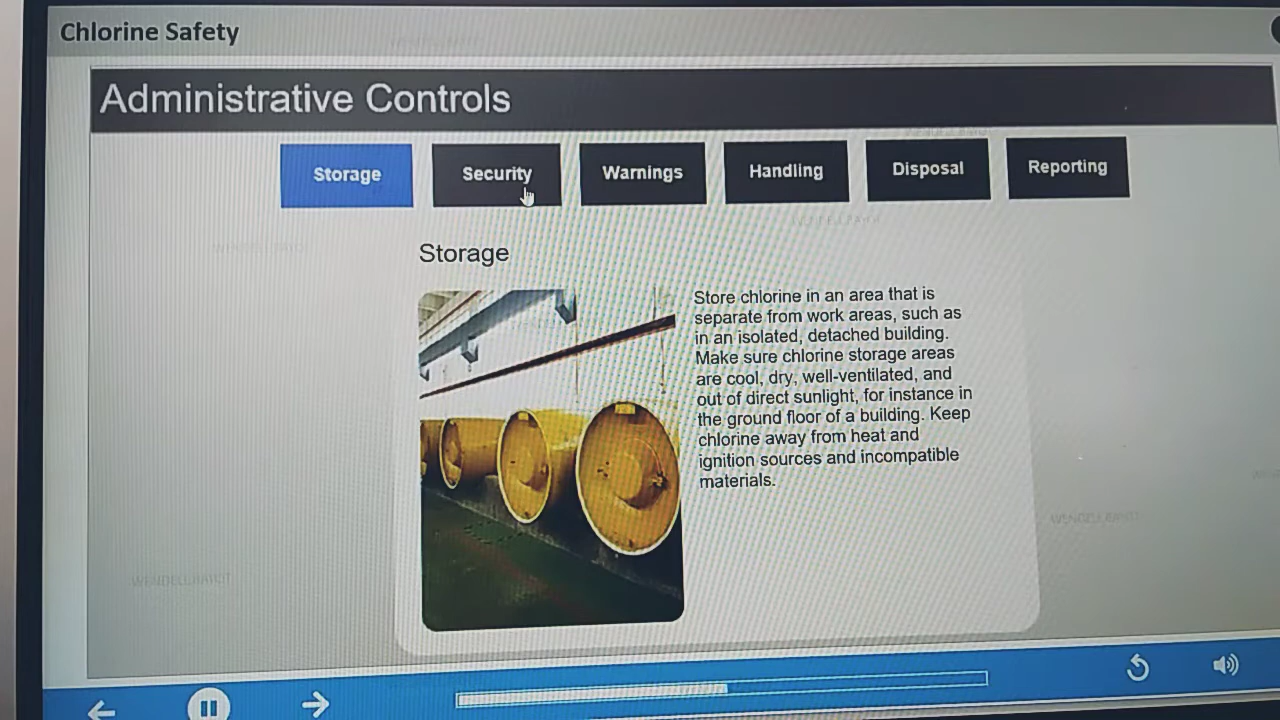 Chlorine Safety
Administrative Controls
Storage
Security
Warnings
Handling
Disposal
Reporting
Storage
Store chlorine in an area that is
separate from work areas, such as
in an isolated, detached building.
Make sure chlorine storage areas
are cool, dry, well-ventilated, and
out of direct sunlight, for instance in
the ground floor of a building. Keep
chlorine away from heat and
ignition sources and incompatible
materials.